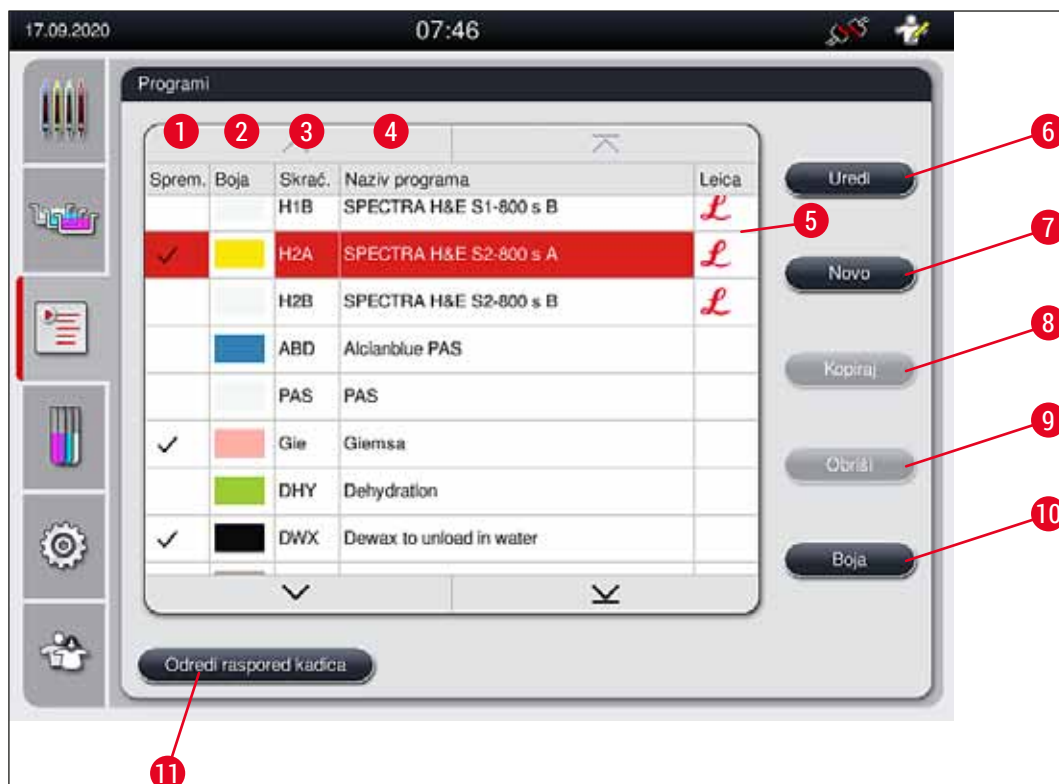 17.09.2020 07:46
Programi
1 2 3 4
Sprem. Boja Skrać. Naziv programa Leica
H1B SPECTRA H&E S1-800 s B L
H2A SPECTRA H&E S2-800 s A L
H2B SPECTRA H&E S2-800 s B L
ABD Alcianblue PAS
PAS PAS
Gie Giemsa
DHY Dehydration
DWX Dewax to unload in water
5
Uredi 6
Novo 7
Kopiraj 8
Obriši 9
Boja 10
Odredi raspored kadica
11